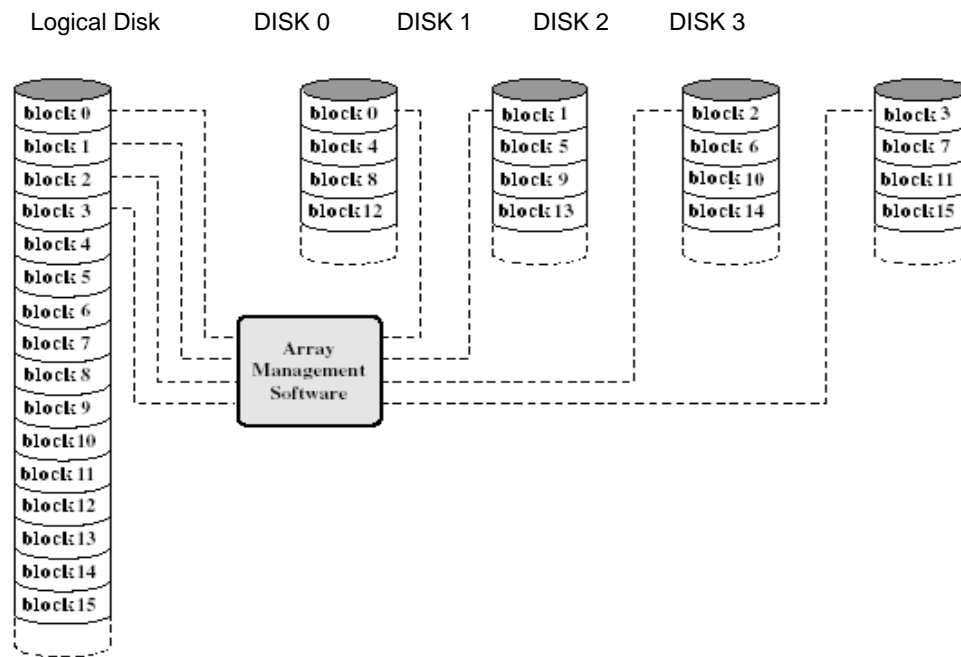 Logical Disk DISK 0 DISK 1 DISK 2 DISK 3
block 0
block 1
block 2
block 3
block 4
block 5
block 6
block 7
block 8
block 9
block 10
block 11
block 12
block 13
block 14
block 15
block 0
block 4
block 8
block 12
block 1
block 5
block 9
block 13
block 2
block 6
block 10
block 14
block 3
block 7
block 11
block 15
Array
Management
Software